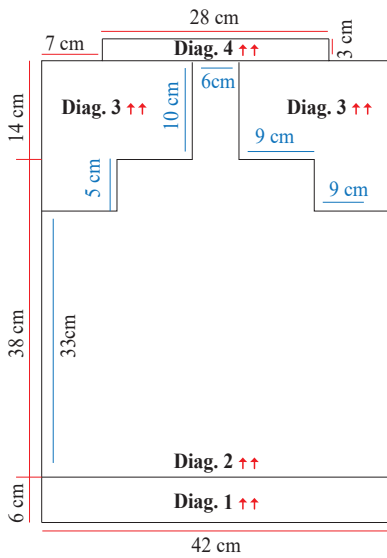 28 cm
7 cm
Diag. 4 ↑↑
3 cm
6cm
Diag. 3 ↑↑
Diag. 3 ↑↑
14 cm
10 cm
9 cm
5 cm
9 cm
38 cm
33cm
Diag. 2 ↑↑
Diag. 1 ↑↑
6 cm
42 cm